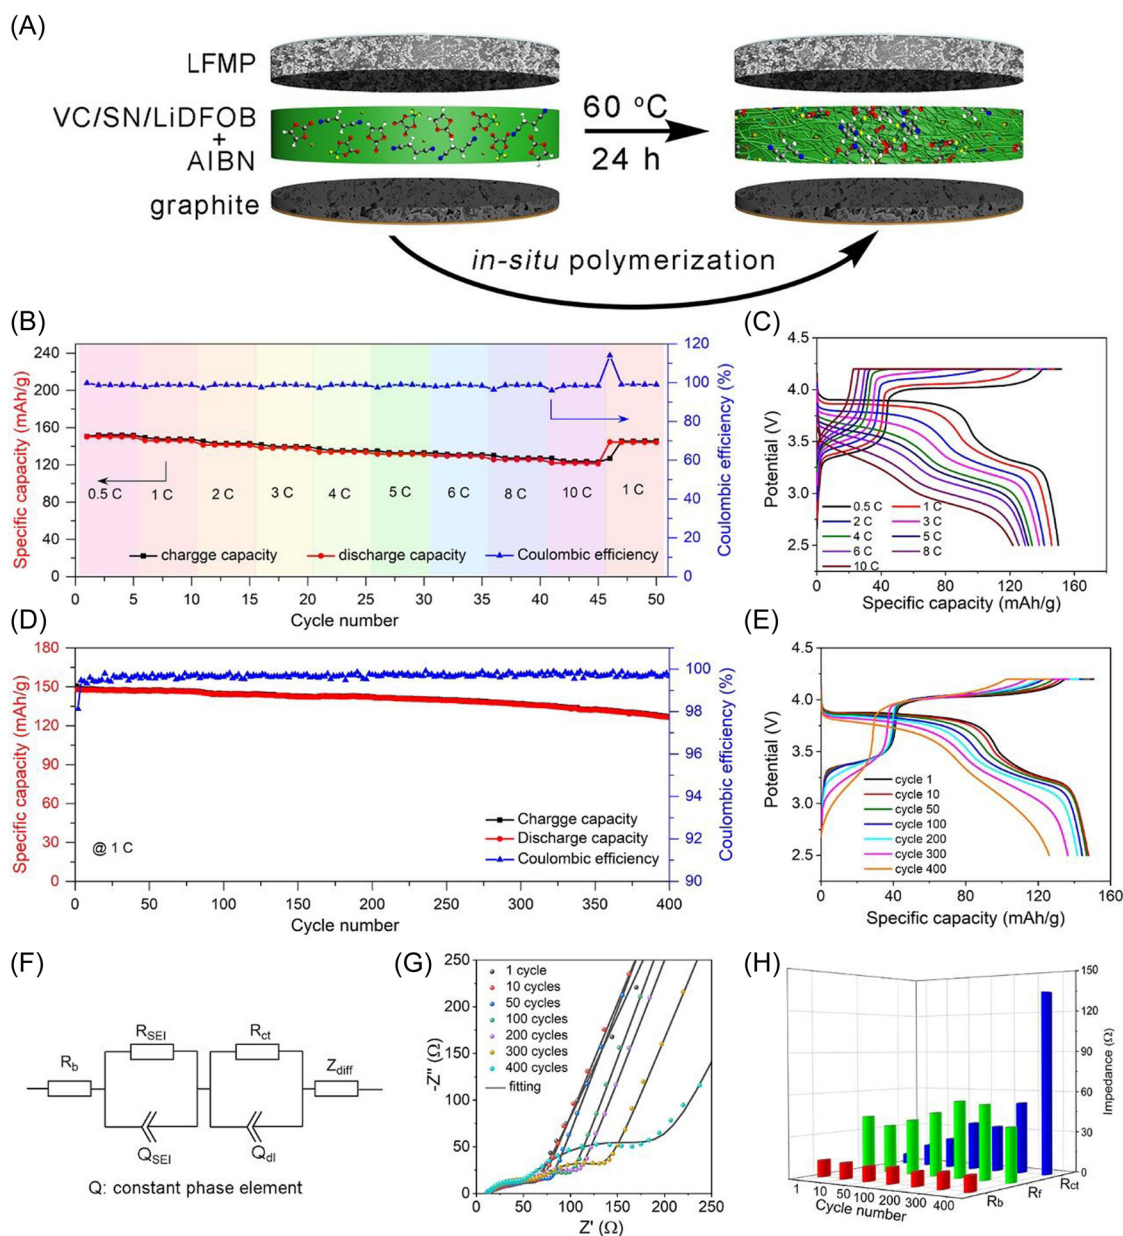 (A)
LFMP
VC/SN/LiDFOB
+
AIBN
graphite
60 °C
24 h
in-situ polymerization
(B)
Specific capacity (mAh/g)
240
200
160
120
80
40
0
0.5 C 1 C 2 C 3 C 4 C 5 C 6 C 8 C 10 C 1 C
chargge capacity discharge capacity Coulombic efficiency
0 5 10 15 20 25 30 35 40 45 50
Cycle number
120
100
80
60
40
20
0
Coulombic efficiency (%)
(C)
Potential (V)
4.5
4.0
3.5
3.0
2.5
0.5 C 1 C
2 C 3 C
4 C 5 C
6 C 8 C
10 C
0 40 80 120 160
Specific capacity (mAh/g)
(D)
Specific capacity (mAh/g)
180
150
120
90
60
30
0
@ 1 C
Chargge capacity
Discharge capacity
Coulombic efficiency
0 50 100 150 200 250 300 350 400
Cycle number
100
98
96
94
92
90
Coulombic efficiency (%)
(E)
Potential (V)
4.5
4.0
3.5
3.0
2.5
cycle 1
cycle 10
cycle 50
cycle 100
cycle 200
cycle 300
cycle 400
0 40 80 120 160
Specific capacity (mAh/g)
(F)
Rb
RSEI
QSEI
Rct
Qdl
Zdiff
Q: constant phase element
(G)
-Z'' (Ω)
250
200
150
100
50
0
1 cycle
10 cycles
50 cycles
100 cycles
200 cycles
300 cycles
400 cycles
fitting
0 50 100 150 200 250
Z' (Ω)
(H)
150
120
90
60
30
0
Impedance (Ω)
1 10 50 100 200 300 400
Cycle number
Rb
Rf
Rct